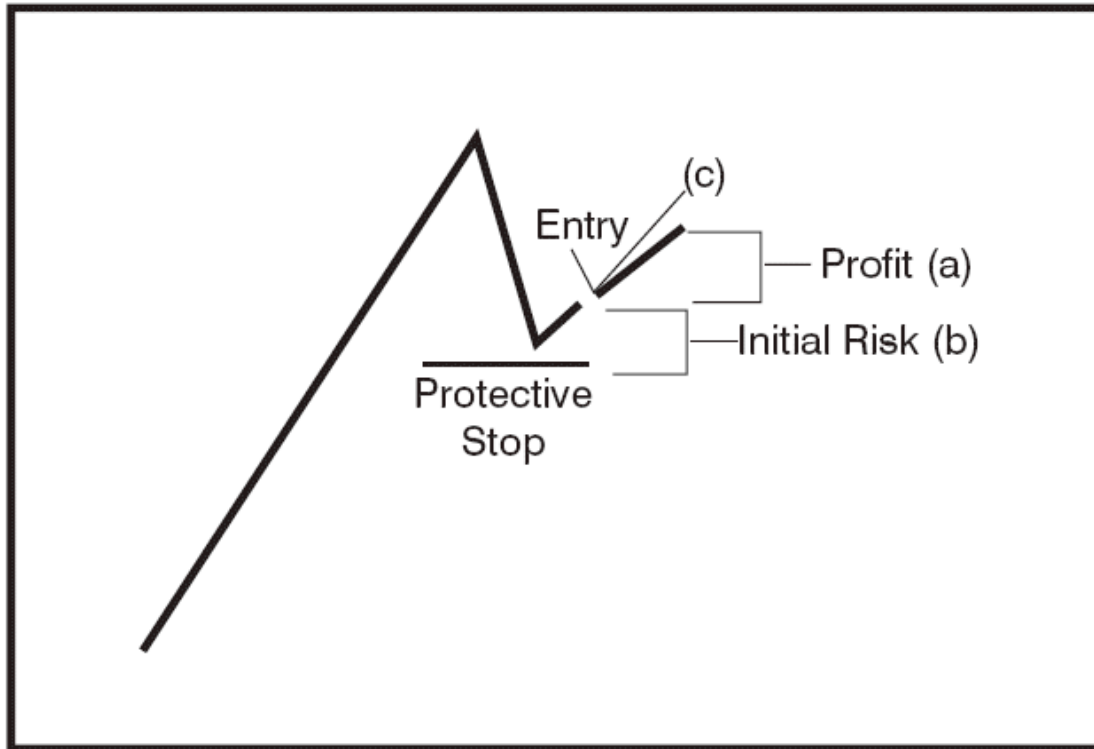 (c)
Entry
Profit (a)
Initial Risk (b)
Protective
Stop